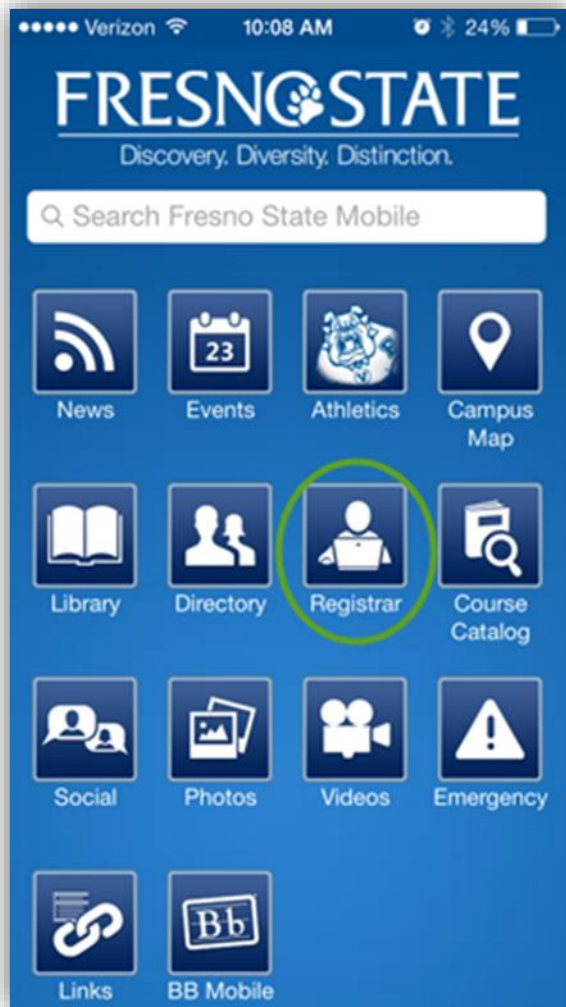 Verizon 10:08 AM 24%
FRESNO STATE
Discovery. Diversity. Distinction.
Search Fresno State Mobile
23
News Events Athletics Campus Map
Library Directory Registrar Course Catalog
Social Photos Videos Emergency
Bb
Links BB Mobile